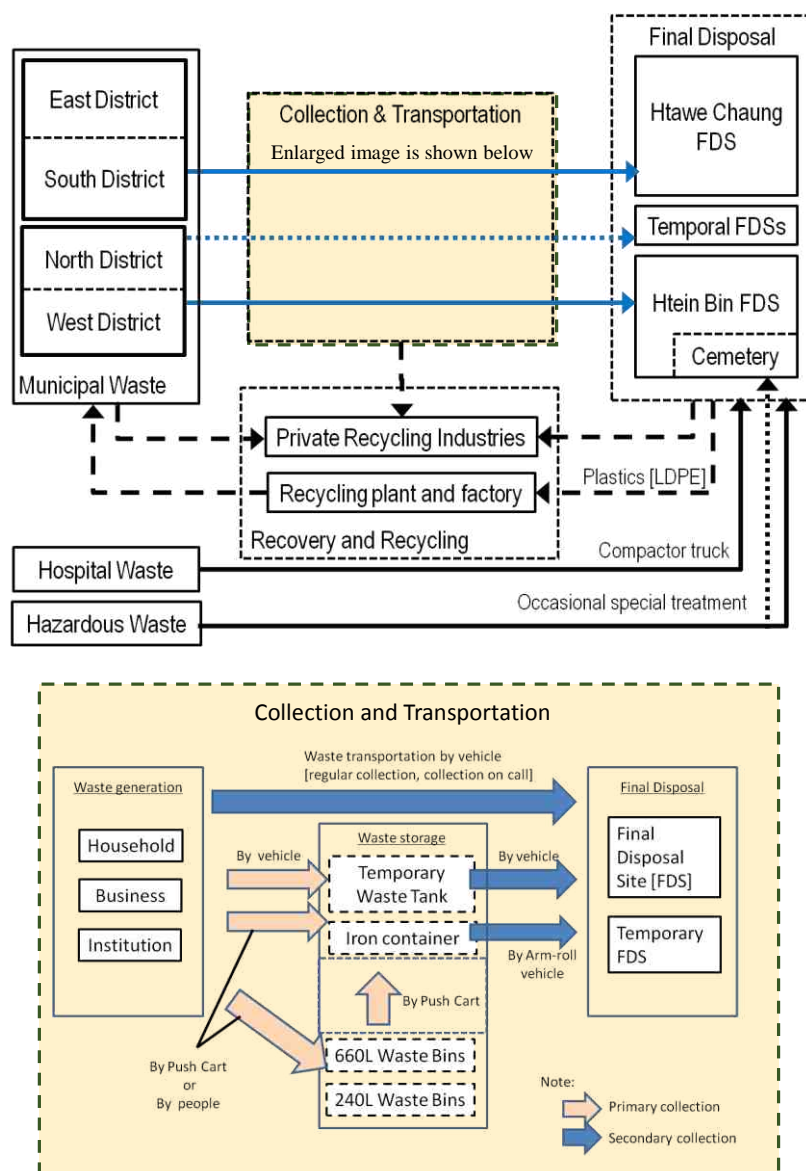 Final Disposal
East District
South District
North District
West District
Municipal Waste
Collection & Transportation
Enlarged image is shown below
Htawe Chaung
FDS
Temporal FDSs
Htein Bin FDS
Cemetery
Private Recycling Industries
Recycling plant and factory
Recovery and Recycling
Plastics [LDPE]
Compactor truck
Hospital Waste
Occasional special treatment
Hazardous Waste
Collection and Transportation
Waste transportation by vehicle
[regular collection, collection on call]
Waste generation
Household
Business
Institution
By vehicle
By Push Cart
or
By people
Waste storage
Temporary
Waste Tank
Iron container
By Push Cart
660L Waste Bins
240L Waste Bins
By vehicle
By Arm-roll
vehicle
Final Disposal
Final
Disposal
Site [FDS]
Temporary
FDS
Note:
Primary collection
Secondary collection